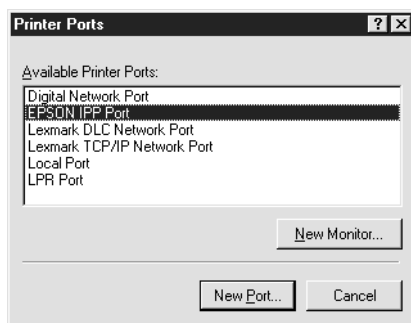 Printer Ports
? X
Available Printer Ports:
Digital Network Port
EPSON IPP Port
Lexmark DLC Network Port
Lexmark TCP/IP Network Port
Local Port
LPR Port
New Monitor...
New Port... Cancel